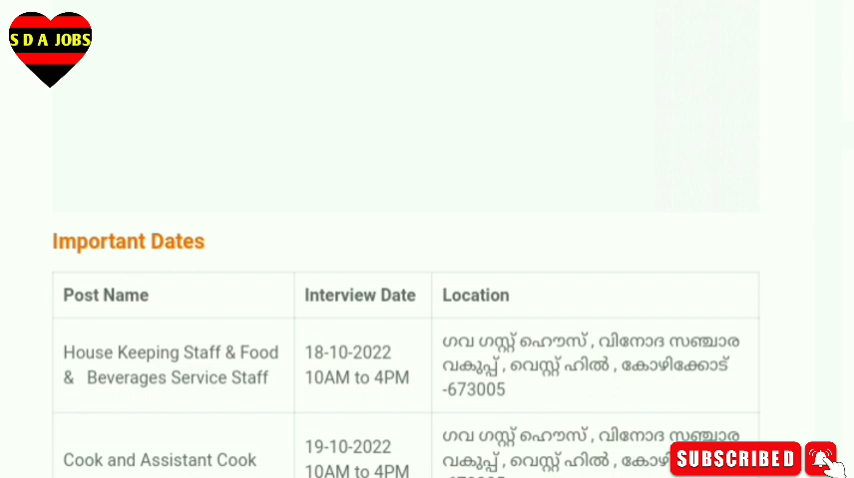 S D A JOBS
Important Dates
Post Name
Interview Date
Location
House Keeping Staff & Food
& Beverages Service Staff
18-10-2022
10AM to 4PM
ഗവ ഗസ്റ്റ് ഹൌസ് , വിനോദ സഞ്ചാര
വകുപ്പ് , വെസ്റ്റ് ഹിൽ , കോഴിക്കോട്
-673005
Cook and Assistant Cook
19-10-2022
10AM to 4PM
ഗവ ഗസ്റ്റ് ഹൌസ് , വിനോദ സഞ്ചാര
വകുപ്പ് , വെസ്റ്റ് ഹിൽ ,
SUBSCRIBED